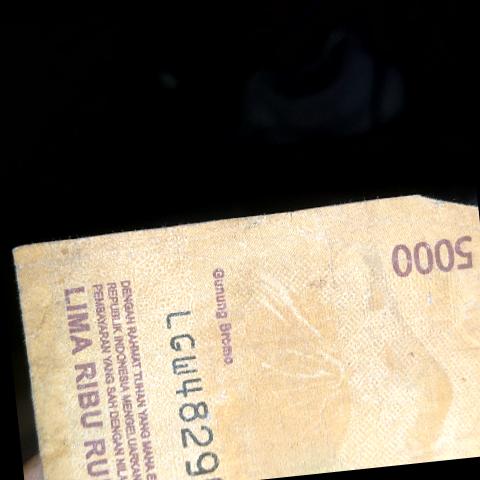 5000
Gunung Bromo
LGW4829
DENGAN RAHMAT TUHAN YANG MAHA
REPUBLIK INDONESIA MENGELUARKAN
PEMBAYARAN YANG SAH DENGAN NILAI
LIMA RIBU RU